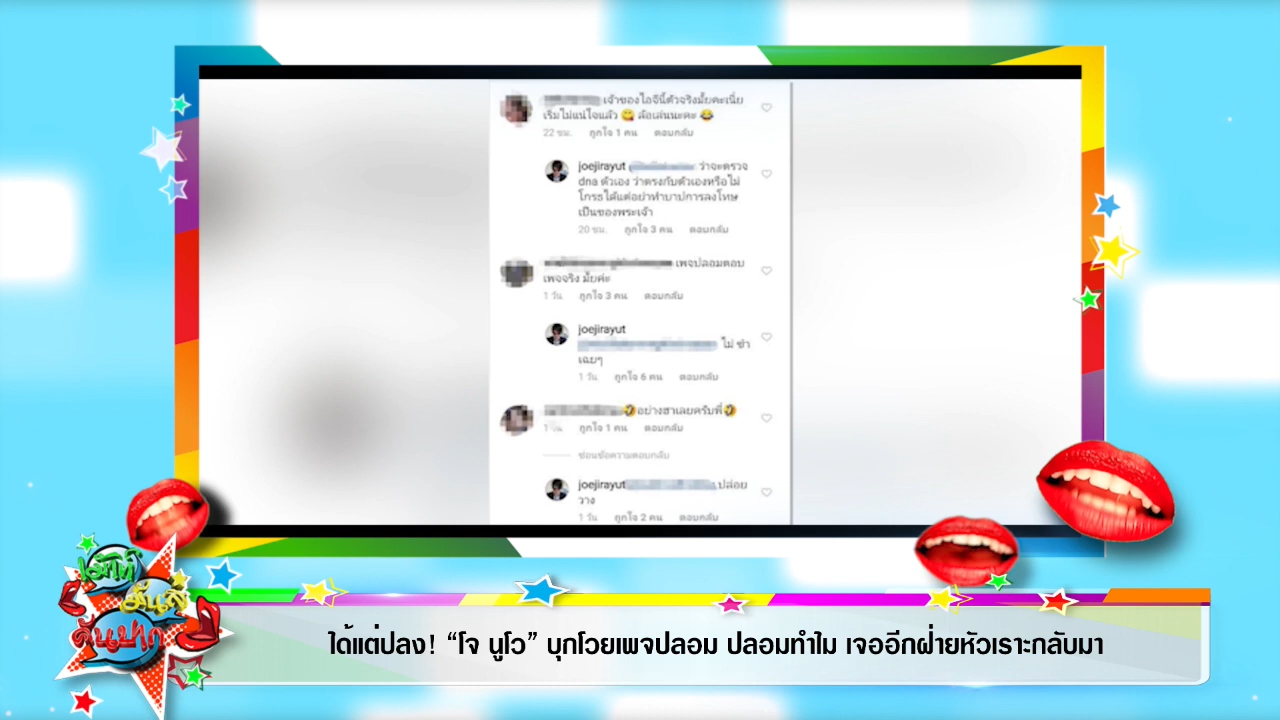 เจ้าของไอจีนี้ตัวจริงมั้ยคะเนี่ย
เริ่มไม่แน่ใจแล้ว 😋 ล้อเล่นนะคะ 😂
22 ชม. ถูกใจ 1 คน ตอบกลับ
joejirayut ว่าจะตรวจ
dna ตัวเอง ว่าตรงกับตัวเองหรือไม่
โกรธได้แต่อย่าทำบาปการลงโทษ
เป็นของพระเจ้า
20 ชม. ถูกใจ 3 คน ตอบกลับ
เพจปลอมตอบ
เพจจริง มั้ยค่ะ
1 วัน ถูกใจ 3 คน ตอบกลับ
joejirayut
ไม่ ขำ
เฉยๆ
1 วัน ถูกใจ 6 คน ตอบกลับ
🤣อย่างฮาเลยครับพี่🤣
1 วัน ถูกใจ 1 คน ตอบกลับ
ซ่อนข้อความตอบกลับ
joejirayut ปล่อย
วาง
1 วัน ถูกใจ 2 คน ตอบกลับ
เม้าท์
มันส์
คันปาก
ได้แต่ปลง! “โจ นูโว” บุกโวยเพจปลอม ปลอมทำไม เจออีกฝ่ายหัวเราะกลับมา